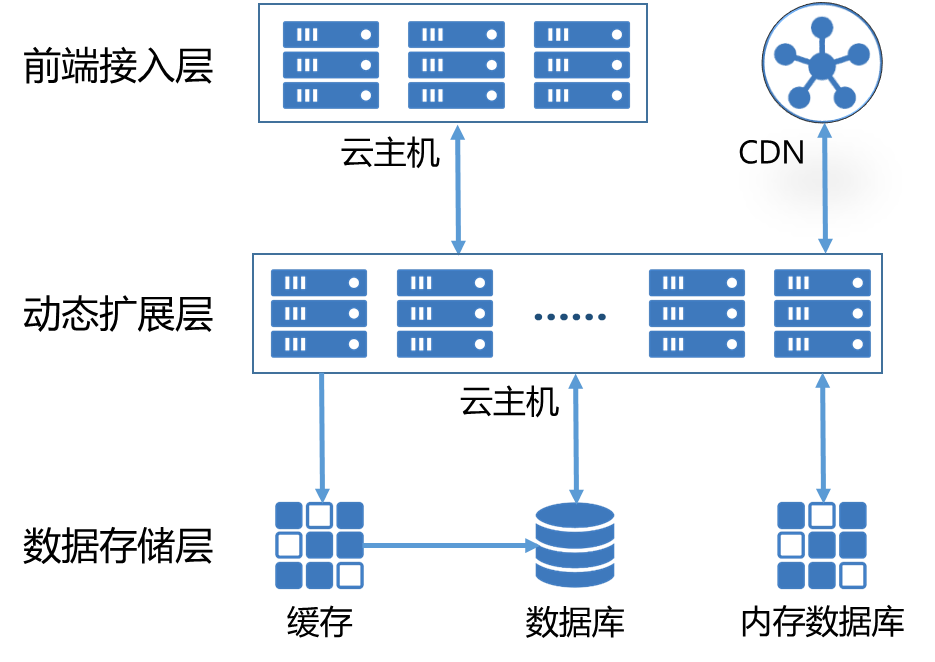 前端接入层
云主机
CDN
动态扩展层
......
云主机
数据存储层
缓存
数据库
内存数据库